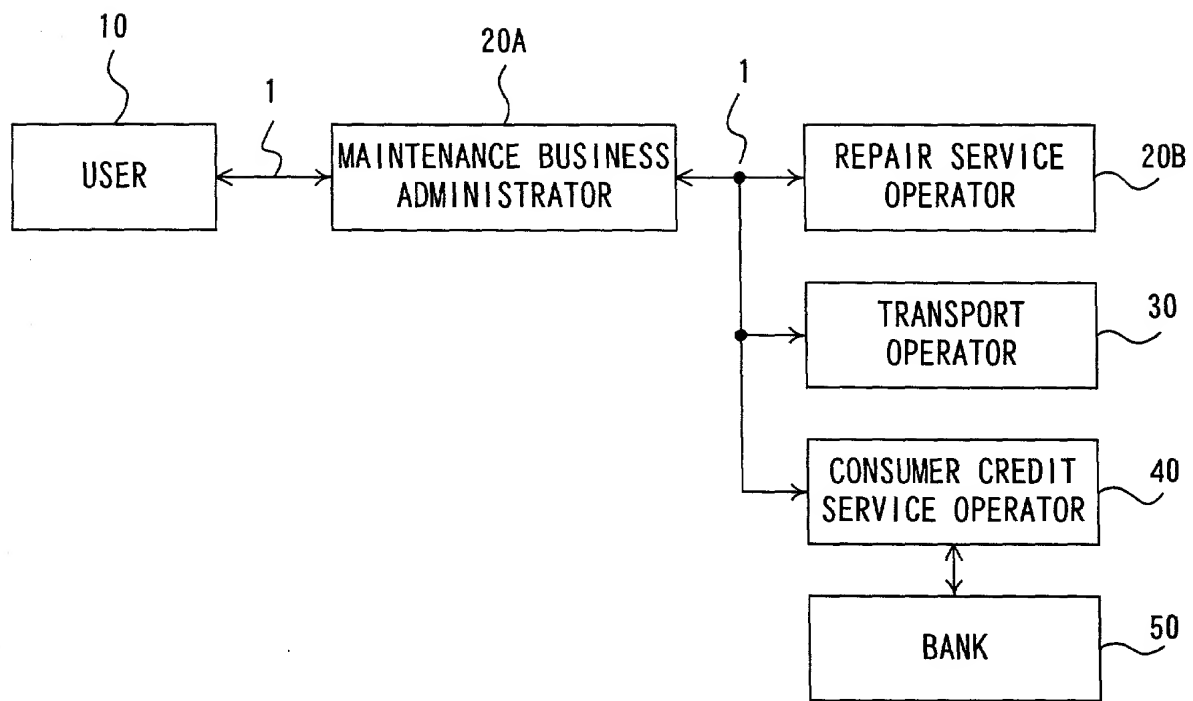 10
1
20A
1
USER
MAINTENANCE BUSINESS
ADMINISTRATOR
REPAIR SERVICE
OPERATOR
20B
TRANSPORT
OPERATOR
30
CONSUMER CREDIT
SERVICE OPERATOR
40
BANK
50